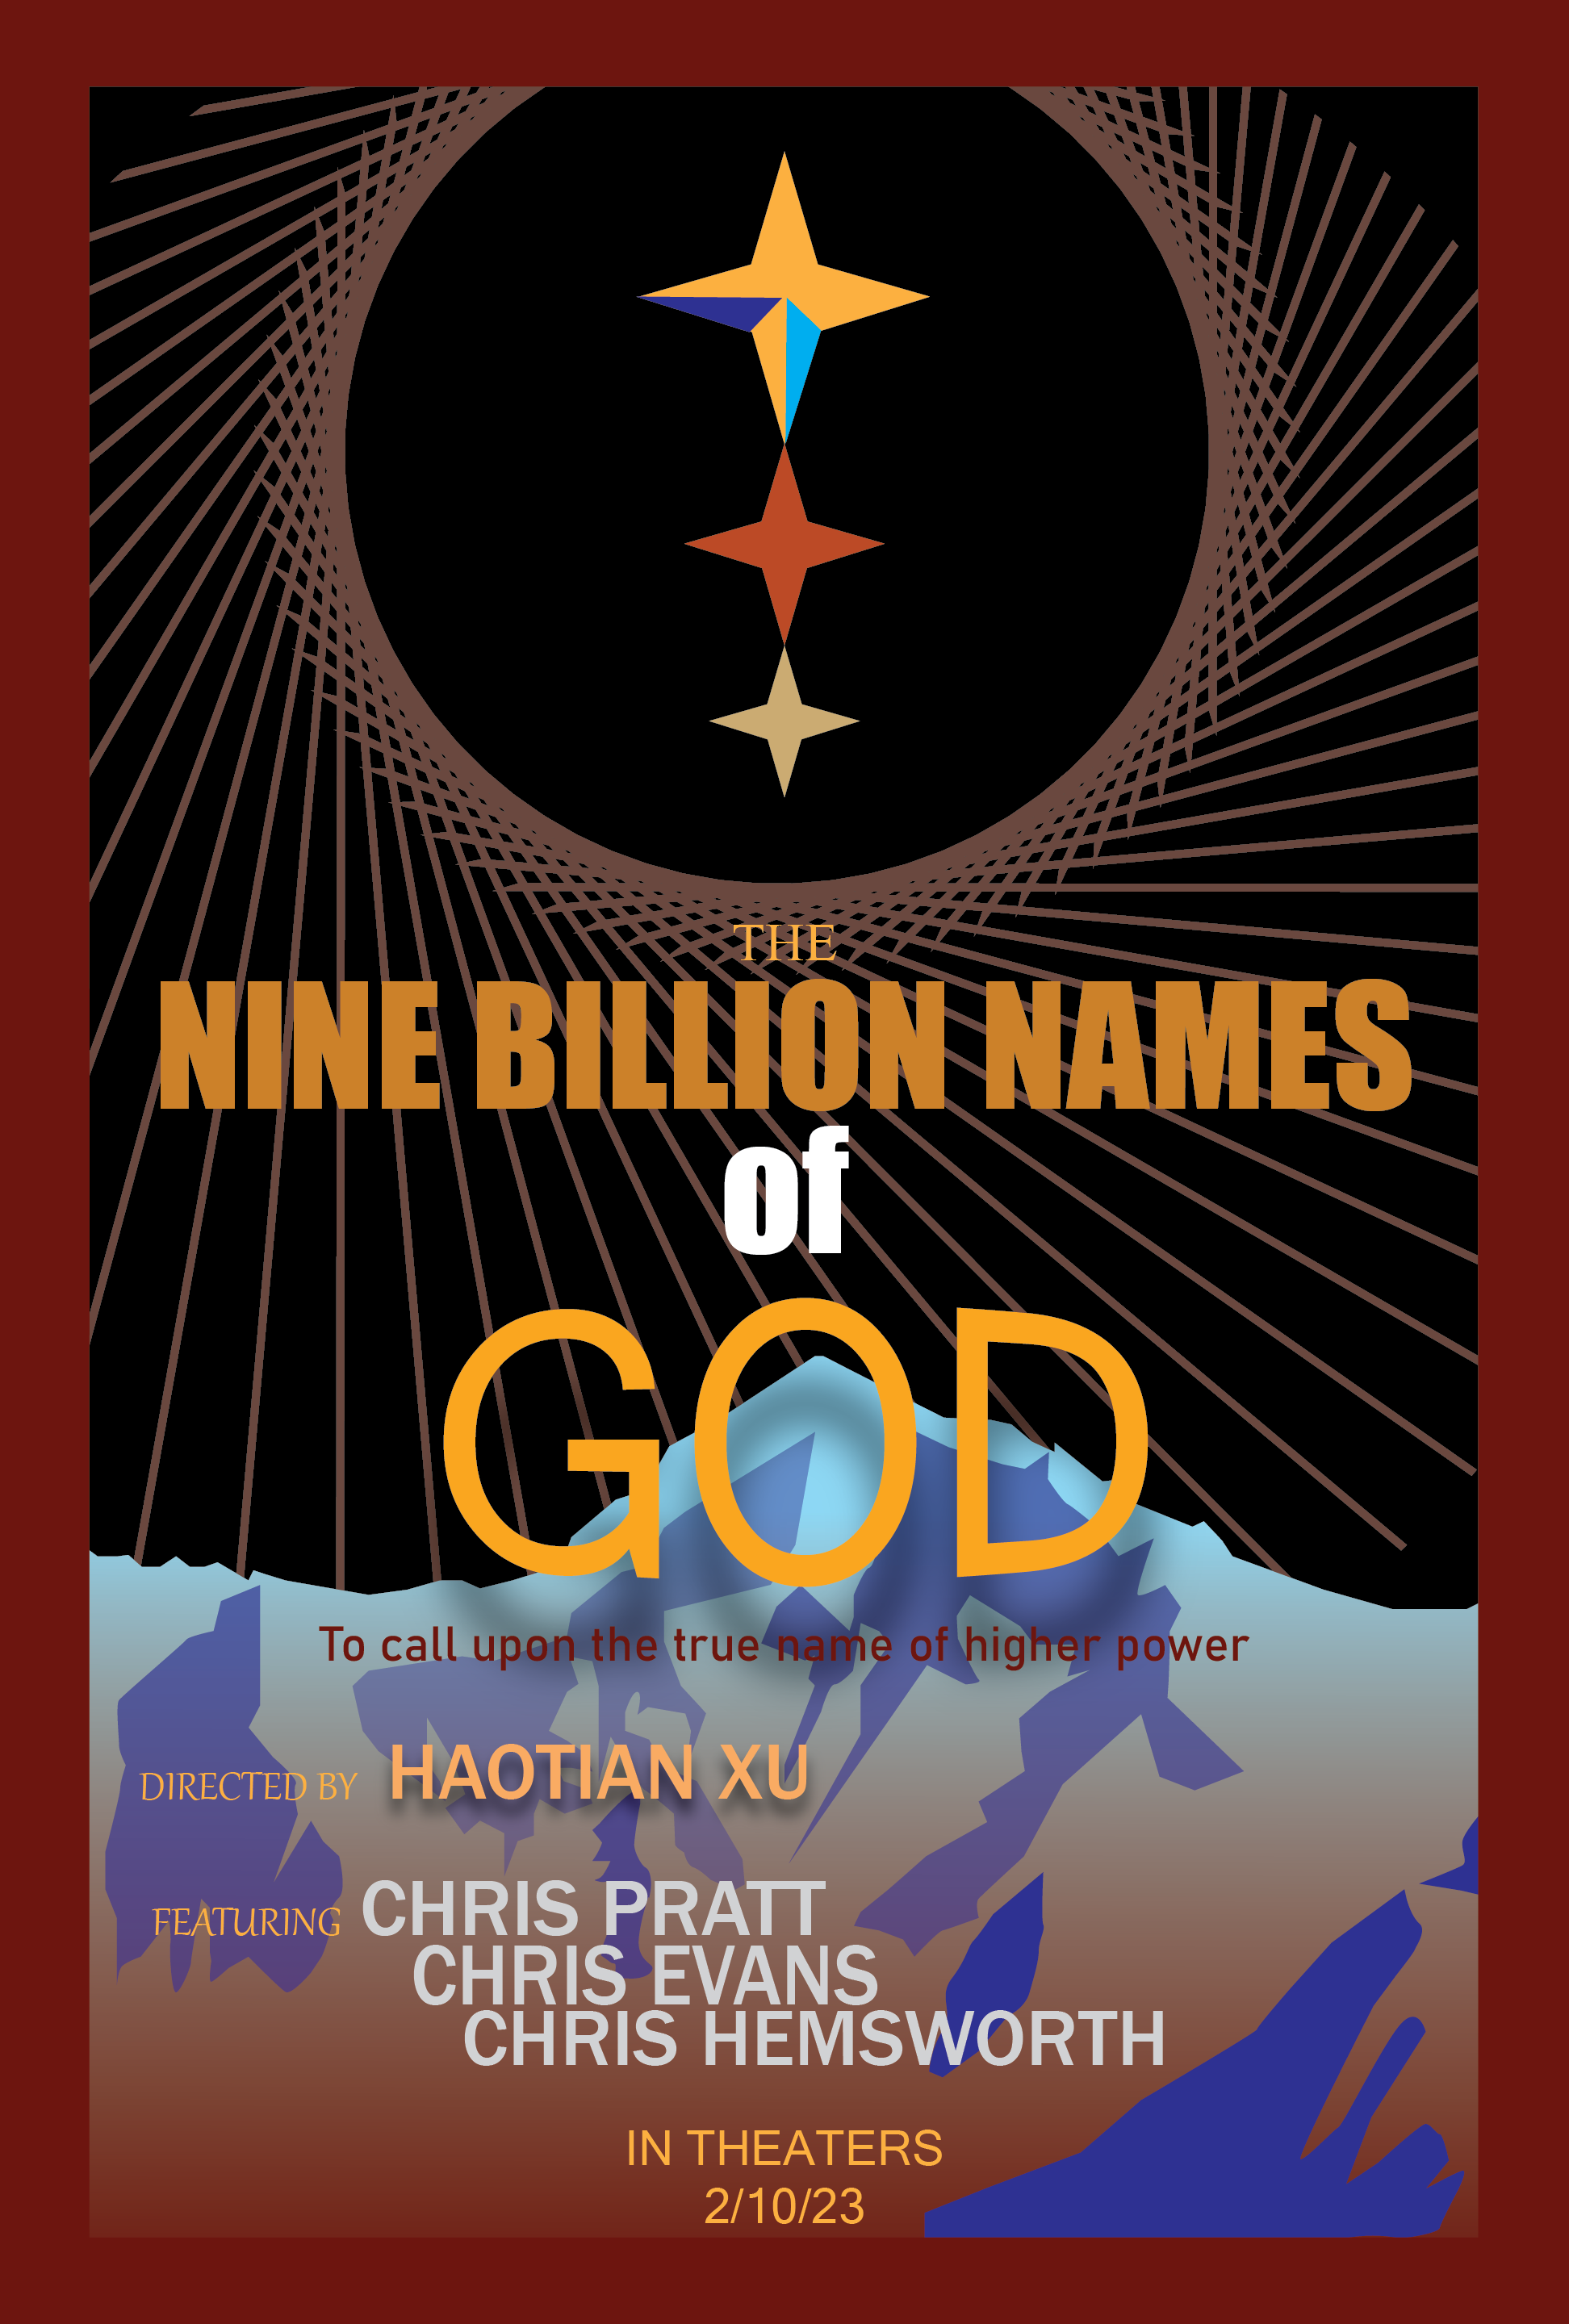 THE
NINE BILLION NAMES
of
GOD
To call upon the true name of higher power
DIRECTED BY HAOTIAN XU
FEATURING CHRIS PRATT
CHRIS EVANS
CHRIS HEMSWORTH
IN THEATERS
2/10/23